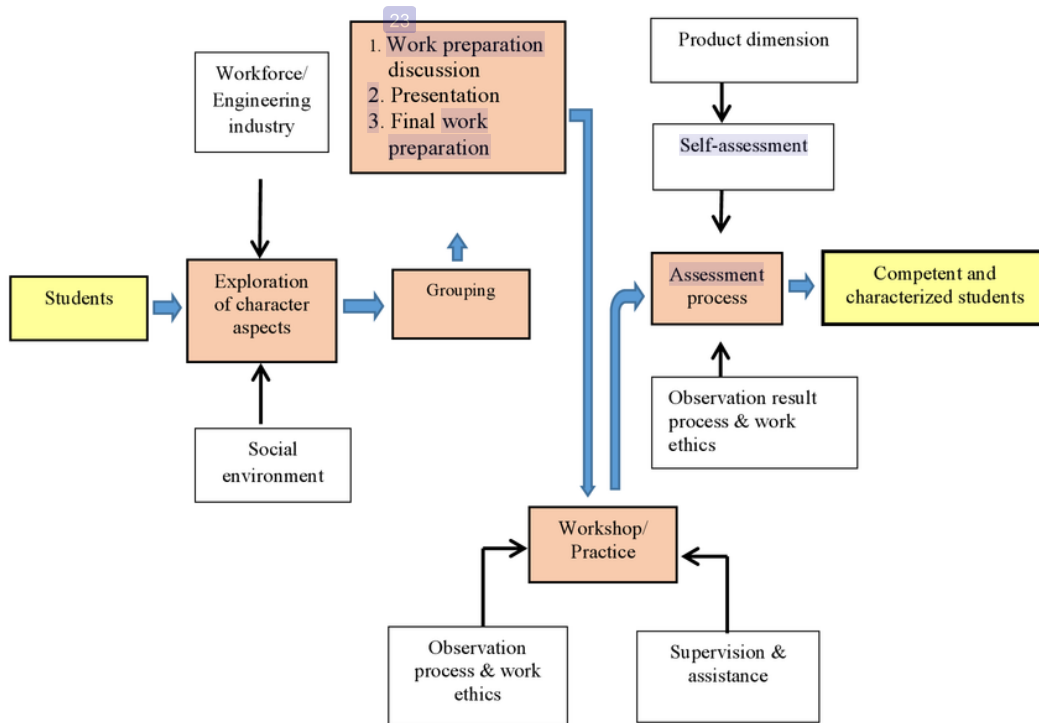 23
1. Work preparation
discussion
2. Presentation
3. Final work
preparation
Product dimension
Workforce/
Engineering
industry
Self-assessment
Students
Exploration
of character
aspects
Grouping
Assessment
process
Competent and
characterized students
Social
environment
Observation result
process & work
ethics
Workshop/
Practice
Observation
process & work
ethics
Supervision &
assistance